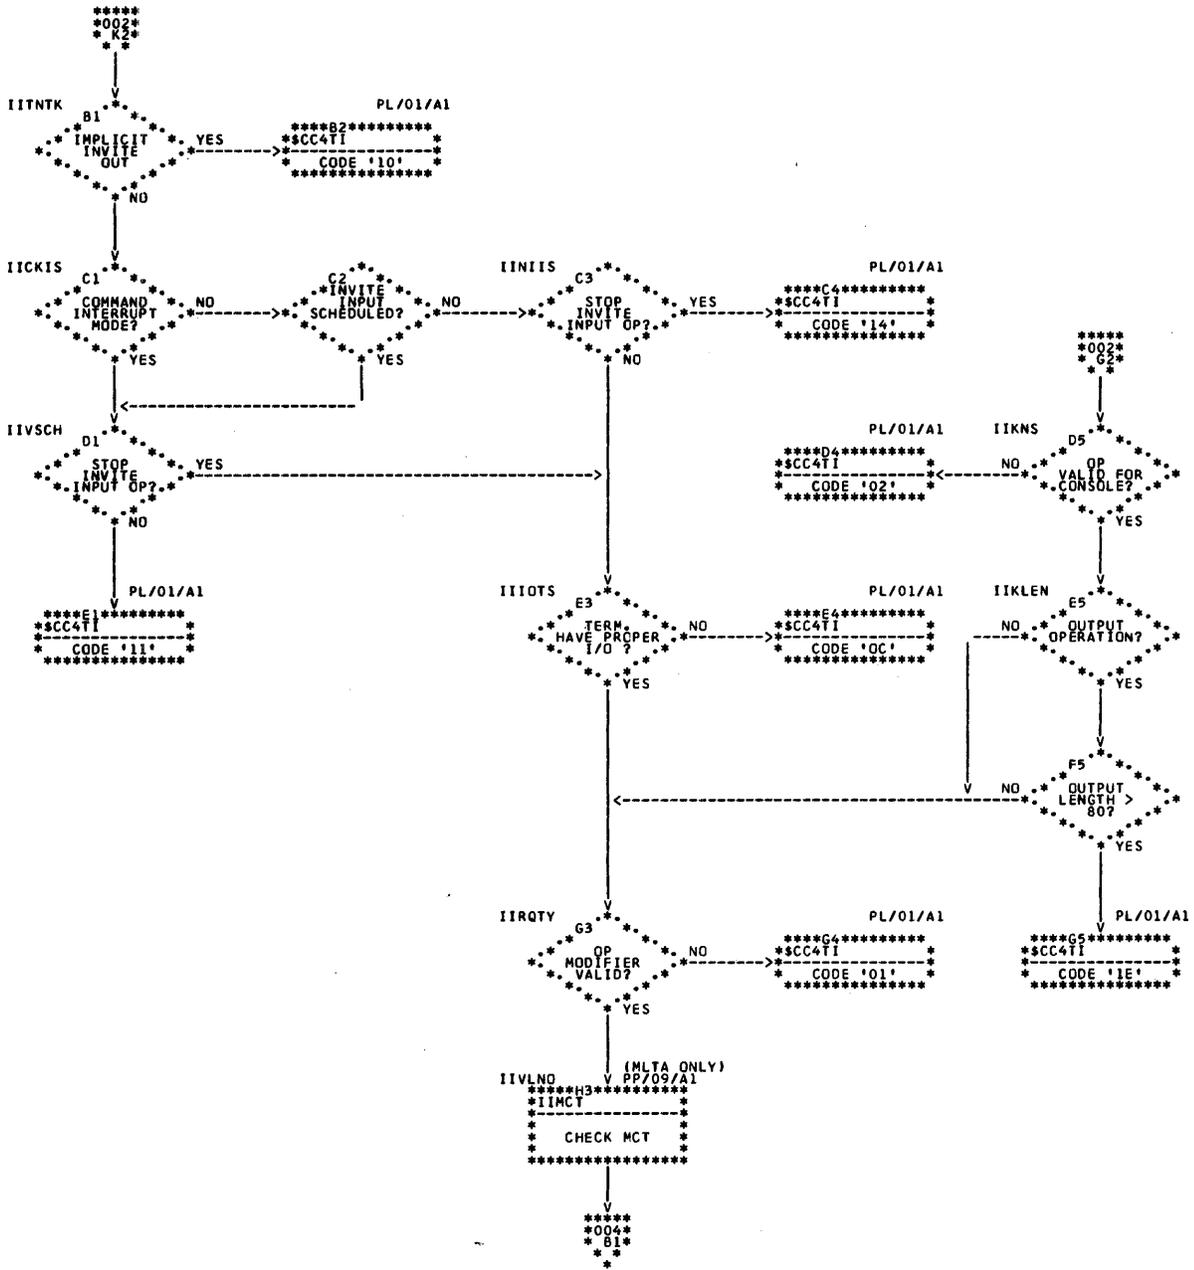 *****
*002*
* K2*
* *
IITNTK
B1
IMPLICIT
INVITE
OUT
YES
NO
PL/01/A1
****B2*********
*$CC4TI *
CODE '10'
IICKIS
C1
COMMAND
INTERRUPT
MODE?
NO
YES
C2
INVITE
INPUT
SCHEDULED?
NO
YES
IINIIS
C3
STOP
INVITE
INPUT OP?
YES
NO
PL/01/A1
****C4*********
*$CC4TI *
CODE '14'
*****
*002*
* G2*
* *
IIVSCH
D1
STOP
INVITE
INPUT OP?
YES
NO
PL/01/A1
****D4*********
*$CC4TI *
CODE '02'
IIKNS
D5
OP
VALID FOR
CONSOLE?
NO
YES
PL/01/A1
****E1*********
*$CC4TI *
CODE '11'
IIIOTS
E3
TERM.
HAVE PROPER
I/O ?
NO
YES
PL/01/A1
****E4*********
*$CC4TI *
CODE '0C'
IIKLEN
E5
OUTPUT
OPERATION?
NO
YES
F5
OUTPUT
LENGTH >
80?
NO
YES
IIRQTY
G3
OP
MODIFIER
VALID?
NO
YES
PL/01/A1
****G4*********
*$CC4TI *
CODE '01'
PL/01/A1
****G5*********
*$CC4TI *
CODE '1E'
(MLTA ONLY)
IIVLNO
PP/09/A1
*****H3*********
*IIMCT *
CHECK MCT
*****
*004*
* B1*
* *
*